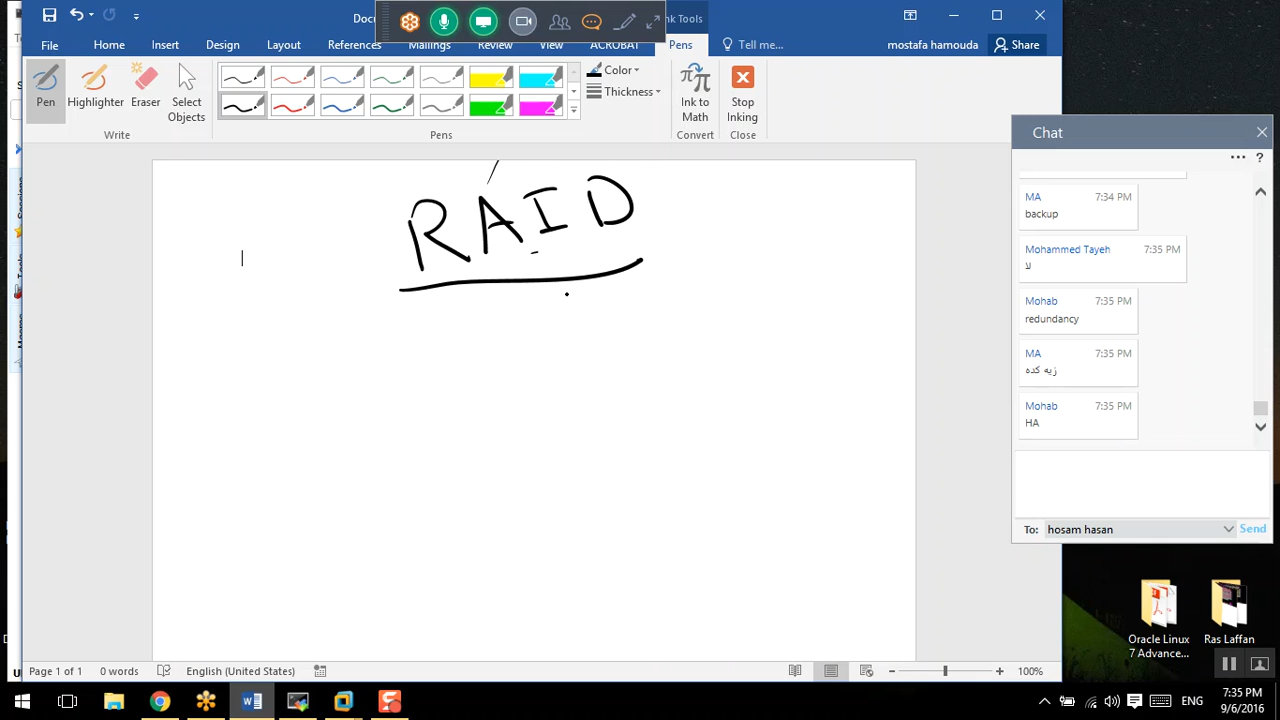 Doc
nk Tools
File
Home
Insert
Design
Layout
References
Mailings
Review
View
ACROBAT
Pens
Tell me...
mostafa hamouda
Share
Pen
Highlighter
Eraser
Select Objects
Color
Thickness
Ink to Math
Stop Inking
Write
Pens
Convert
Close
RAID
Chat
?
MA 7:34 PM
backup
Mohammed Tayeh 7:35 PM
لا
Mohab 7:35 PM
redundancy
MA 7:35 PM
زيه كده
Mohab 7:35 PM
HA
To: hosam hasan
Send
Oracle Linux 7 Advance...
Ras Laffan
Page 1 of 1
0 words
English (United States)
100%
ENG
7:35 PM
9/6/2016